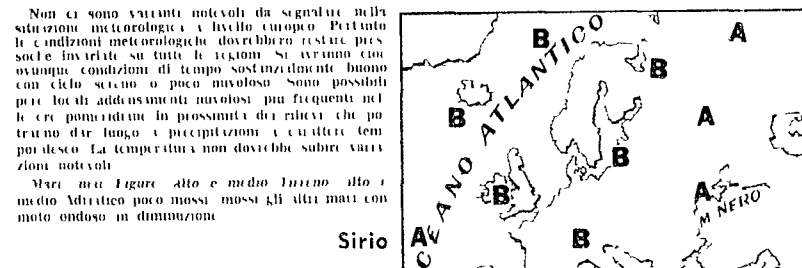 Non ci sono varianti notevoli da segnalare nella
situazione meteorologica a livello europeo Pertanto
le condizioni meteorologiche dovrebbero restare pres
soché invariate su tutte le regioni Si avranno cioè
ovunque condizioni di tempo sostanzialmente buono
con cielo sereno o poco nuvoloso Sono possibili
però locali addensamenti nuvolosi più frequenti nel
le ore pomeridiane in prossimità dei rilievi che po
tranno dar luogo a precipitazioni a carattere tem
poralesco La temperatura non dovrebbe subire varia
zioni notevoli
Mari mar Ligure alto e medio Tirreno alto e
medio Adriatico poco mossi mossi gli altri mari con
moto ondoso in diminuzione
Sirio
OCEANO ATLANTICO
B
A
B
B
A
B
B
A
M NERO
A
B